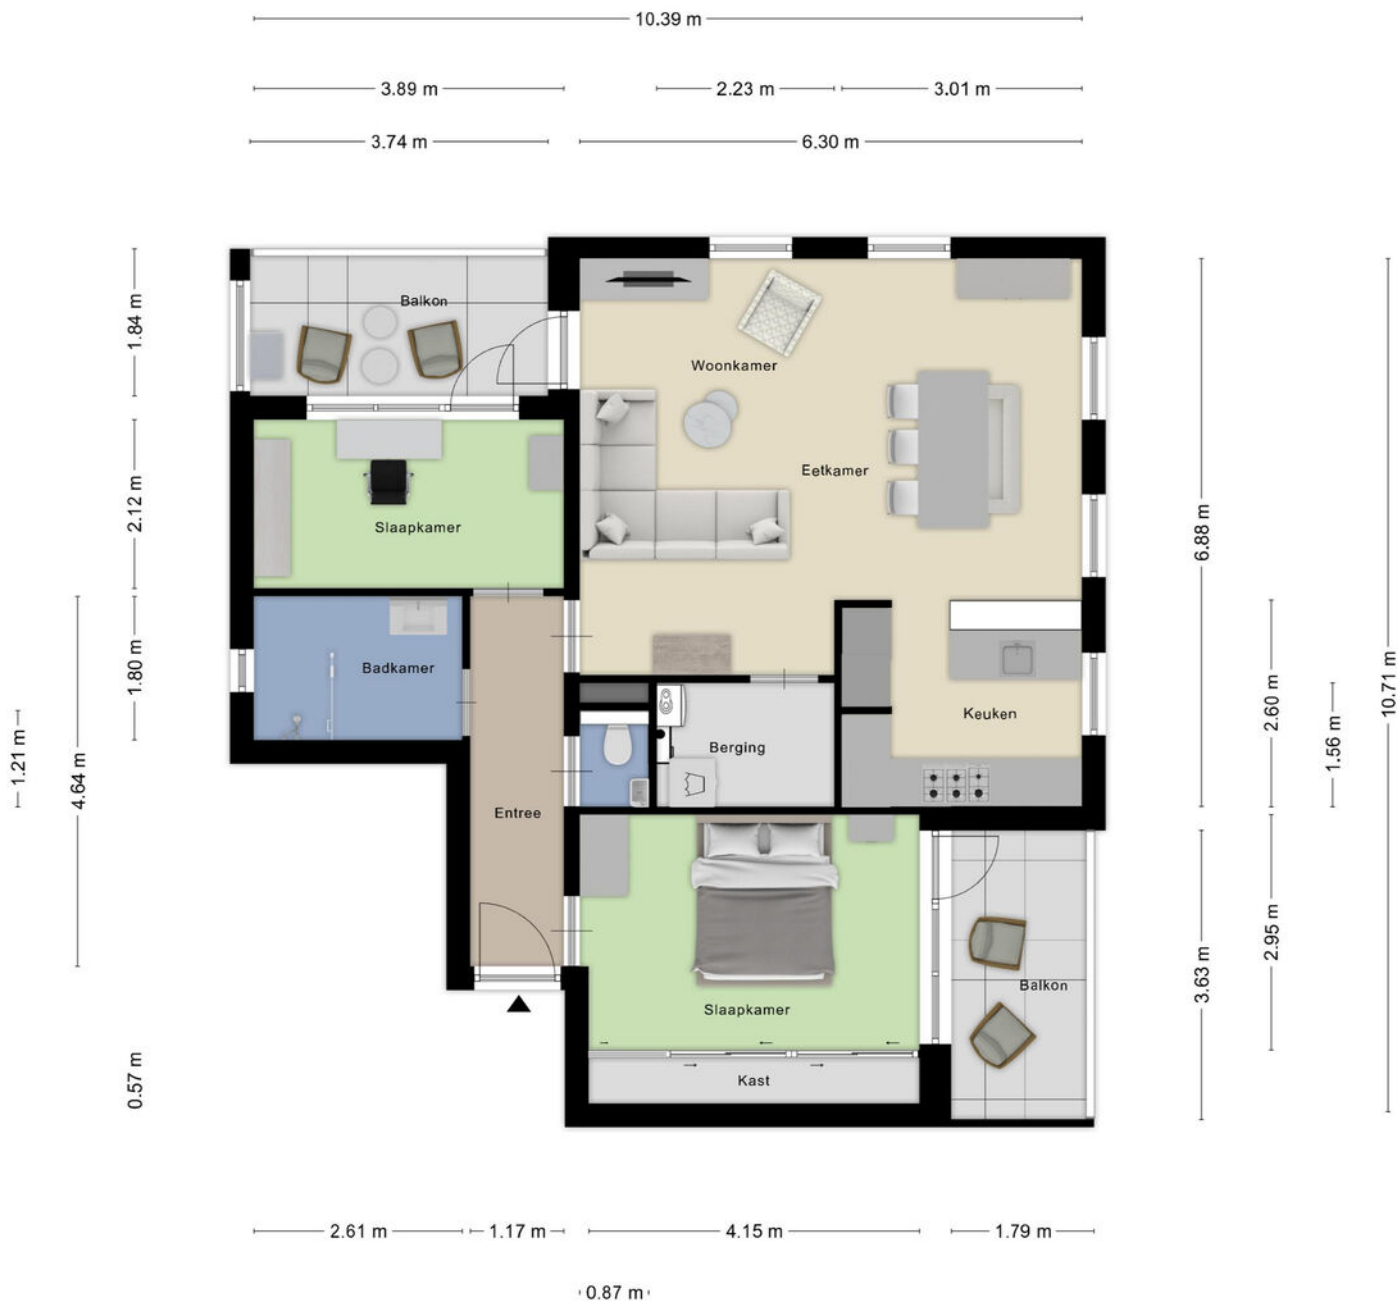 10.39 m
3.89 m
2.23 m
3.01 m
3.74 m
6.30 m
Balkon
1.84 m
Woonkamer
Eetkamer
2.12 m
Slaapkamer
6.88 m
1.80 m
Badkamer
Keuken
Berging
1.21 m
4.64 m
2.60 m
1.56 m
10.71 m
Entree
Slaapkamer
Balkon
3.63 m
2.95 m
0.57 m
Kast
2.61 m
1.17 m
4.15 m
1.79 m
0.87 m